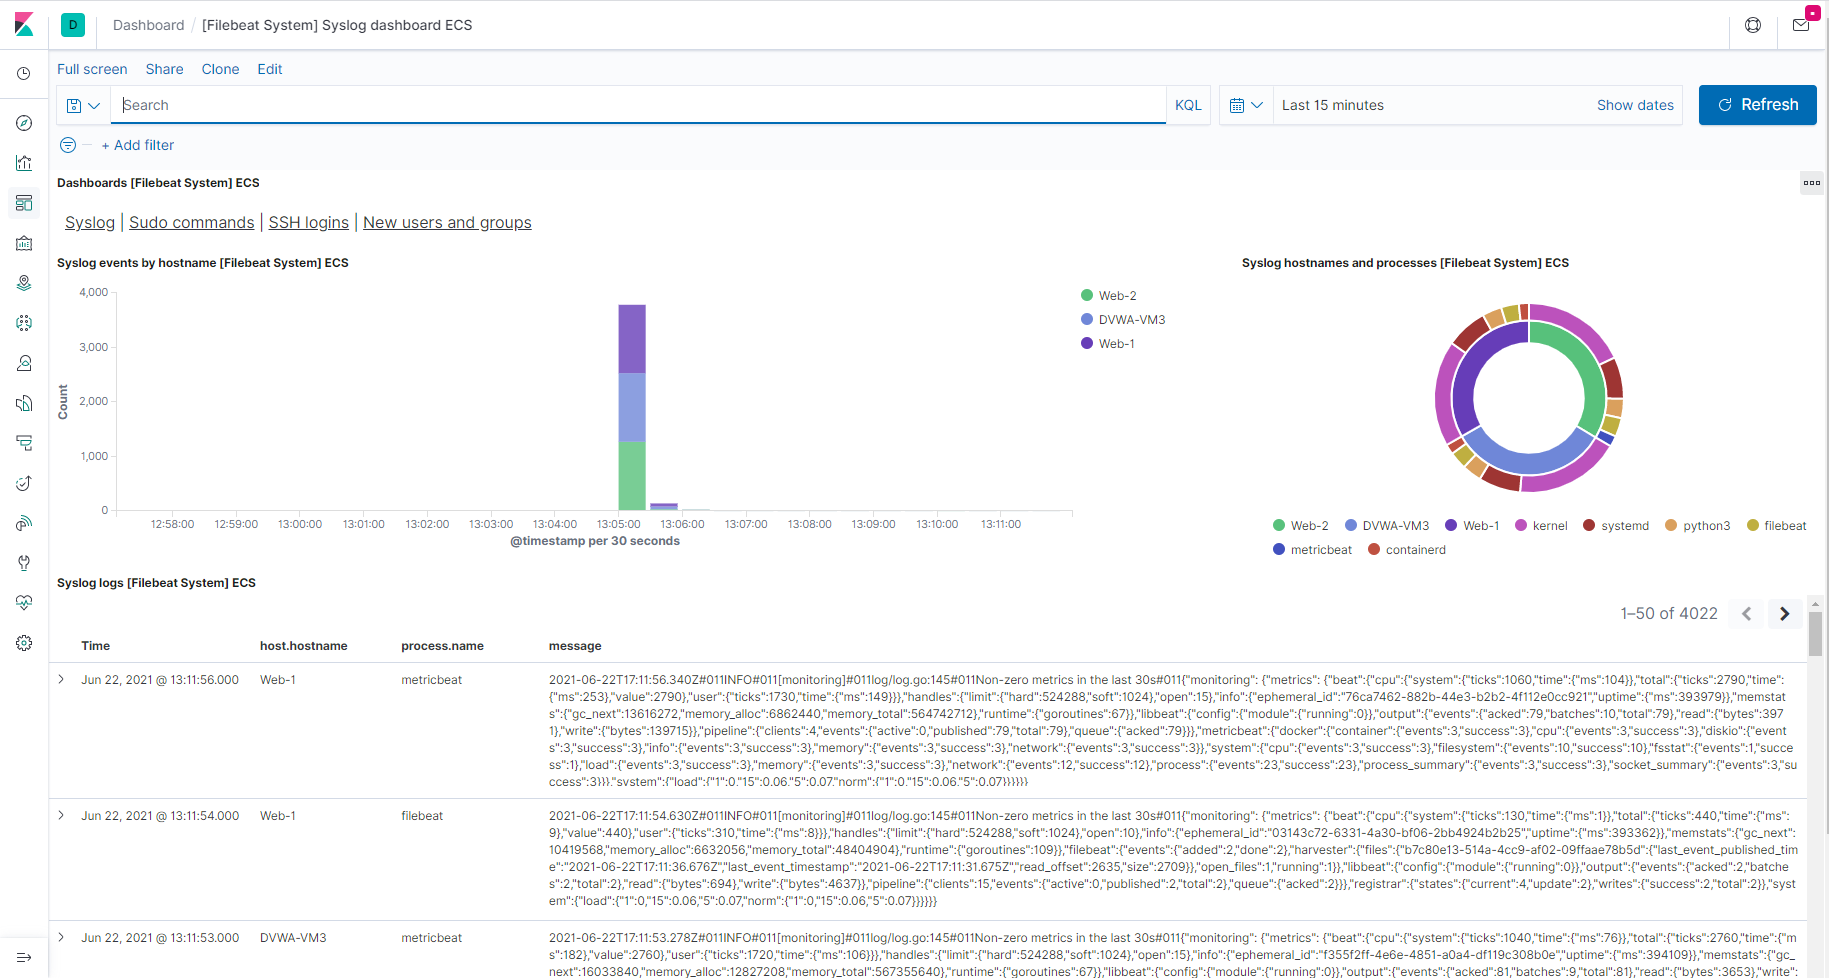 D Dashboard / [Filebeat System] Syslog dashboard ECS
Full screen Share Clone Edit
Search KQL Last 15 minutes Show dates Refresh
+ Add filter
Dashboards [Filebeat System] ECS
Syslog | Sudo commands | SSH logins | New users and groups
Syslog events by hostname [Filebeat System] ECS
4,000
3,000
2,000
1,000
0
Count
12:58:00 12:59:00 13:00:00 13:01:00 13:02:00 13:03:00 13:04:00 13:05:00 13:06:00 13:07:00 13:08:00 13:09:00 13:10:00 13:11:00
@timestamp per 30 seconds
Web-2
DVWA-VM3
Web-1
Syslog hostnames and processes [Filebeat System] ECS
Web-2 DVWA-VM3 Web-1 kernel systemd python3 filebeat
metricbeat containerd
Syslog logs [Filebeat System] ECS
1–50 of 4022
Time host.hostname process.name message
Jun 22, 2021 @ 13:11:56.000 Web-1 metricbeat 2021-06-22T17:11:56.340Z#011INFO#011[monitoring]#011log/log.go:145#011Non-zero metrics in the last 30s#011{"monitoring": {"metrics": {"beat":{"cpu":{"system":{"ticks":1060,"time":{"ms":104}},"total":{"ticks":2790,"time":
{"ms":253},"value":2790},"user":{"ticks":1730,"time":{"ms":149}}},"handles":{"limit":{"hard":524288,"soft":1024},"open":15},"info":{"ephemeral_id":"76ca7462-882b-44e3-b2b2-4f112e0cc921","uptime":{"ms":393979}},"memstat
s":{"gc_next":13616272,"memory_alloc":6862440,"memory_total":564742712},"runtime":{"goroutines":67}},"libbeat":{"config":{"module":{"running":0}},"output":{"events":{"acked":79,"batches":10,"total":79},"read":{"bytes":397
1},"write":{"bytes":139715}},"pipeline":{"clients":4,"events":{"active":0,"published":79,"total":79},"queue":{"acked":79}}},"metricbeat":{"docker":{"container":{"events":3,"success":3},"cpu":{"events":3,"success":3},"diskio":{"event
s":3,"success":3},"info":{"events":3,"success":3},"memory":{"events":3,"success":3},"network":{"events":3,"success":3}},"system":{"cpu":{"events":3,"success":3},"filesystem":{"events":10,"success":10},"fsstat":{"events":1,"succes
s":1},"load":{"events":3,"success":3},"memory":{"events":3,"success":3},"network":{"events":12,"success":12},"process":{"events":23,"success":23},"process_summary":{"events":3,"success":3},"socket_summary":{"events":3,"su
ccess":3}}},"system":{"load":{"1":0,"15":0.06,"5":0.07,"norm":{"1":0,"15":0.06,"5":0.07}}}}}}
Jun 22, 2021 @ 13:11:54.000 Web-1 filebeat 2021-06-22T17:11:54.630Z#011INFO#011[monitoring]#011log/log.go:145#011Non-zero metrics in the last 30s#011{"monitoring": {"metrics": {"beat":{"cpu":{"system":{"ticks":130,"time":{"ms":1}},"total":{"ticks":440,"time":{"ms":
9},"value":440},"user":{"ticks":310,"time":{"ms":8}}},"handles":{"limit":{"hard":524288,"soft":1024},"open":10},"info":{"ephemeral_id":"03143c72-6331-4a30-bf06-2bb4924b2b25","uptime":{"ms":393362}},"memstats":{"gc_next":
10419568,"memory_alloc":6632056,"memory_total":48404904},"runtime":{"goroutines":109}},"filebeat":{"events":{"added":2,"done":2},"harvester":{"files":{"b7c80e13-514a-4cc9-af02-09ffaae78b5d":{"last_event_published_tim
e":"2021-06-22T17:11:36.676Z","last_event_timestamp":"2021-06-22T17:11:31.675Z","read_offset":2635,"size":2709}},"open_files":1,"running":1}},"libbeat":{"config":{"module":{"running":0}},"output":{"events":{"acked":2,"batche
s":2,"total":2},"read":{"bytes":694},"write":{"bytes":4637}},"pipeline":{"clients":15,"events":{"active":0,"published":2,"total":2},"queue":{"acked":2}}},"registrar":{"states":{"current":4,"update":2},"writes":{"success":2,"total":2}},"syst
em":{"load":{"1":0,"15":0.06,"5":0.07,"norm":{"1":0,"15":0.06,"5":0.07}}}}}}
Jun 22, 2021 @ 13:11:53.000 DVWA-VM3 metricbeat 2021-06-22T17:11:53.278Z#011INFO#011[monitoring]#011log/log.go:145#011Non-zero metrics in the last 30s#011{"monitoring": {"metrics": {"beat":{"cpu":{"system":{"ticks":1040,"time":{"ms":76}},"total":{"ticks":2760,"time":{"m
s":182},"value":2760},"user":{"ticks":1720,"time":{"ms":106}}},"handles":{"limit":{"hard":524288,"soft":1024},"open":15},"info":{"ephemeral_id":"f355f2ff-4e6e-4851-a0a4-df119c308b0e","uptime":{"ms":394109}},"memstats":{"gc_
next":16033840,"memory_alloc":12827208,"memory_total":567355640},"runtime":{"goroutines":67}},"libbeat":{"config":{"module":{"running":0}},"output":{"events":{"acked":81,"batches":9,"total":81},"read":{"bytes":3653},"write":